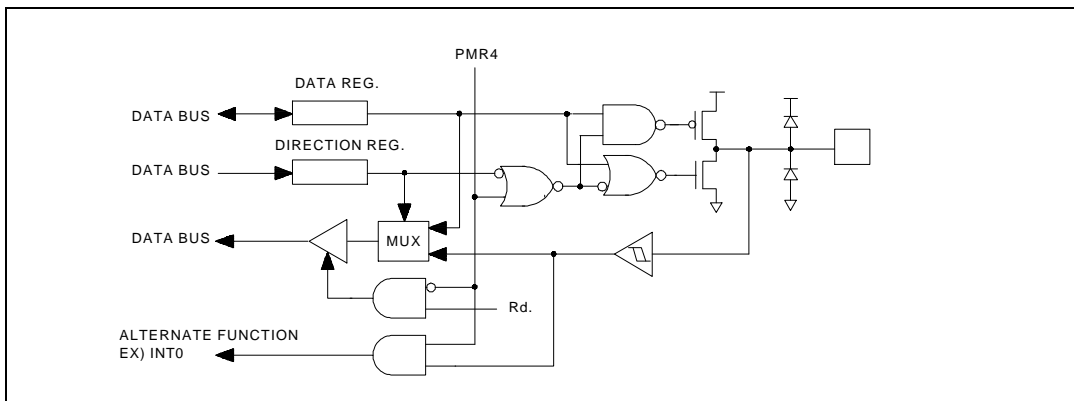 PMR4
DATA REG.
DATA BUS
DIRECTION REG.
DATA BUS
DATA BUS
MUX
Rd.
ALTERNATE FUNCTION
EX) INT0